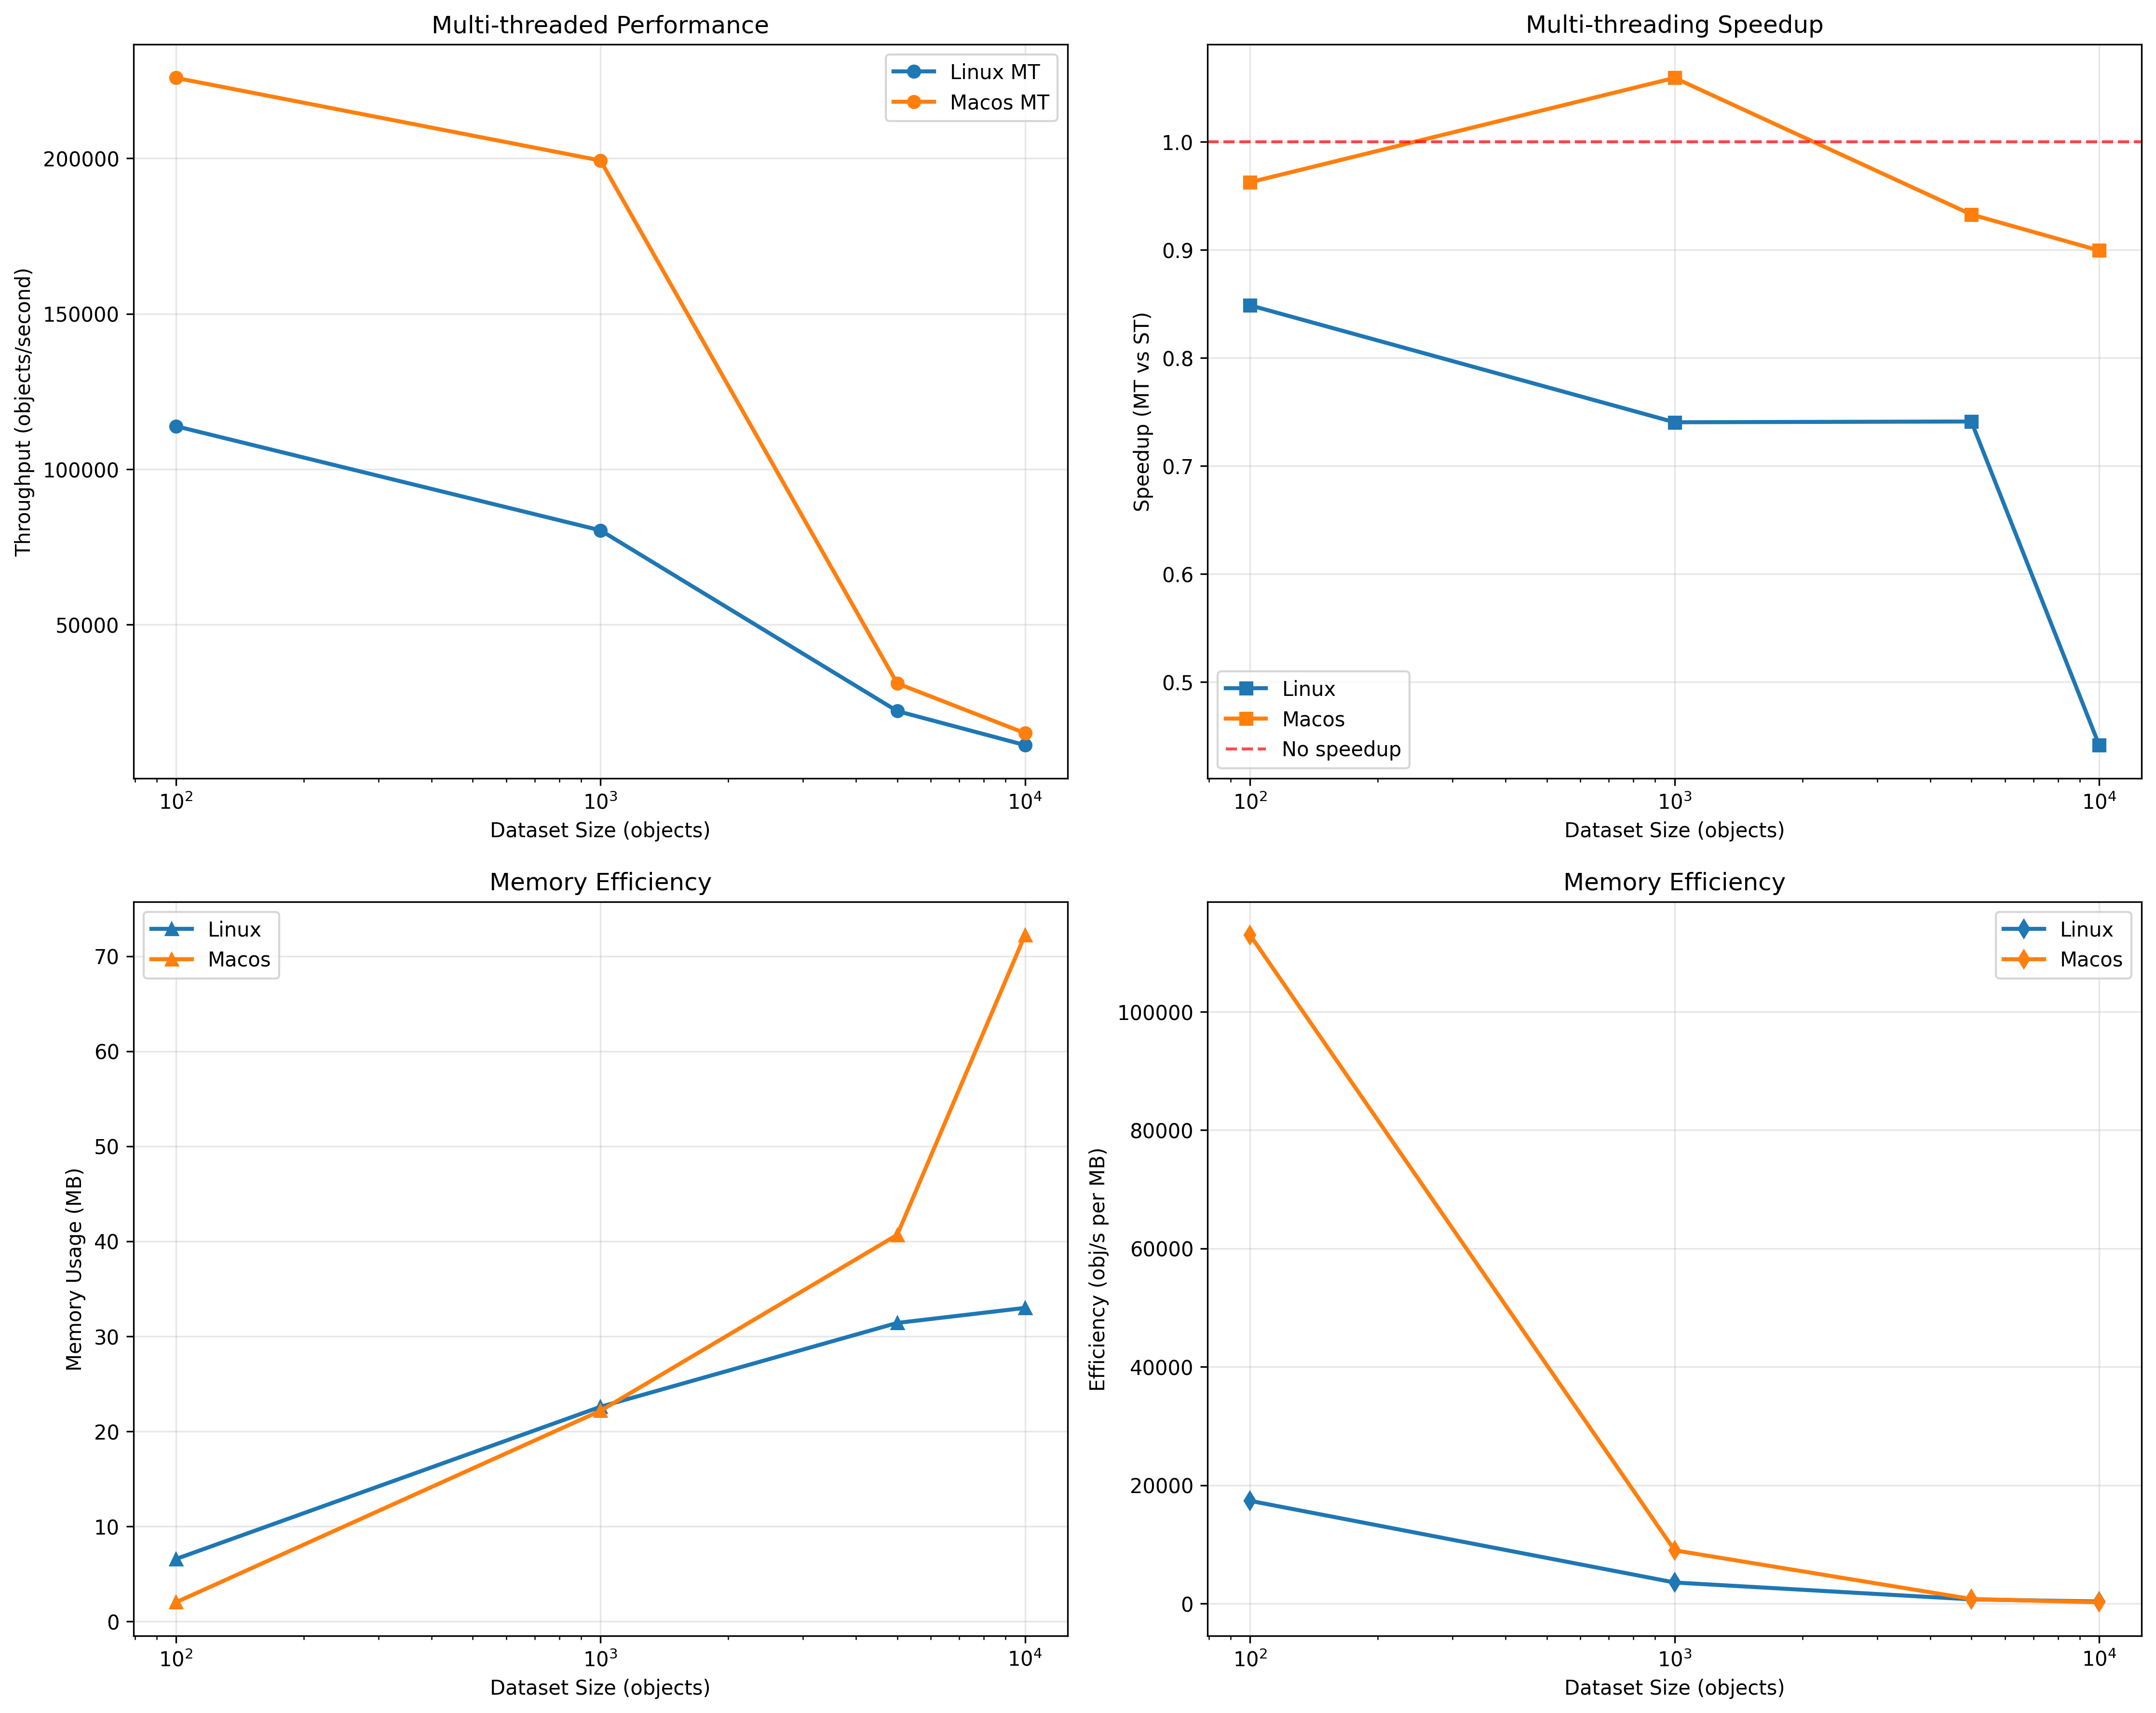 Multi-threaded Performance
Throughput (objects/second)
200000
150000
100000
50000
Linux MT
Macos MT
10²
10³
10⁴
Dataset Size (objects)
Multi-threading Speedup
Speedup (MT vs ST)
1.0
0.9
0.8
0.7
0.6
0.5
Linux
Macos
No speedup
10²
10³
10⁴
Dataset Size (objects)
Memory Efficiency
Memory Usage (MB)
70
60
50
40
30
20
10
0
Linux
Macos
10²
10³
10⁴
Dataset Size (objects)
Memory Efficiency
Efficiency (obj/s per MB)
100000
80000
60000
40000
20000
0
Linux
Macos
10²
10³
10⁴
Dataset Size (objects)